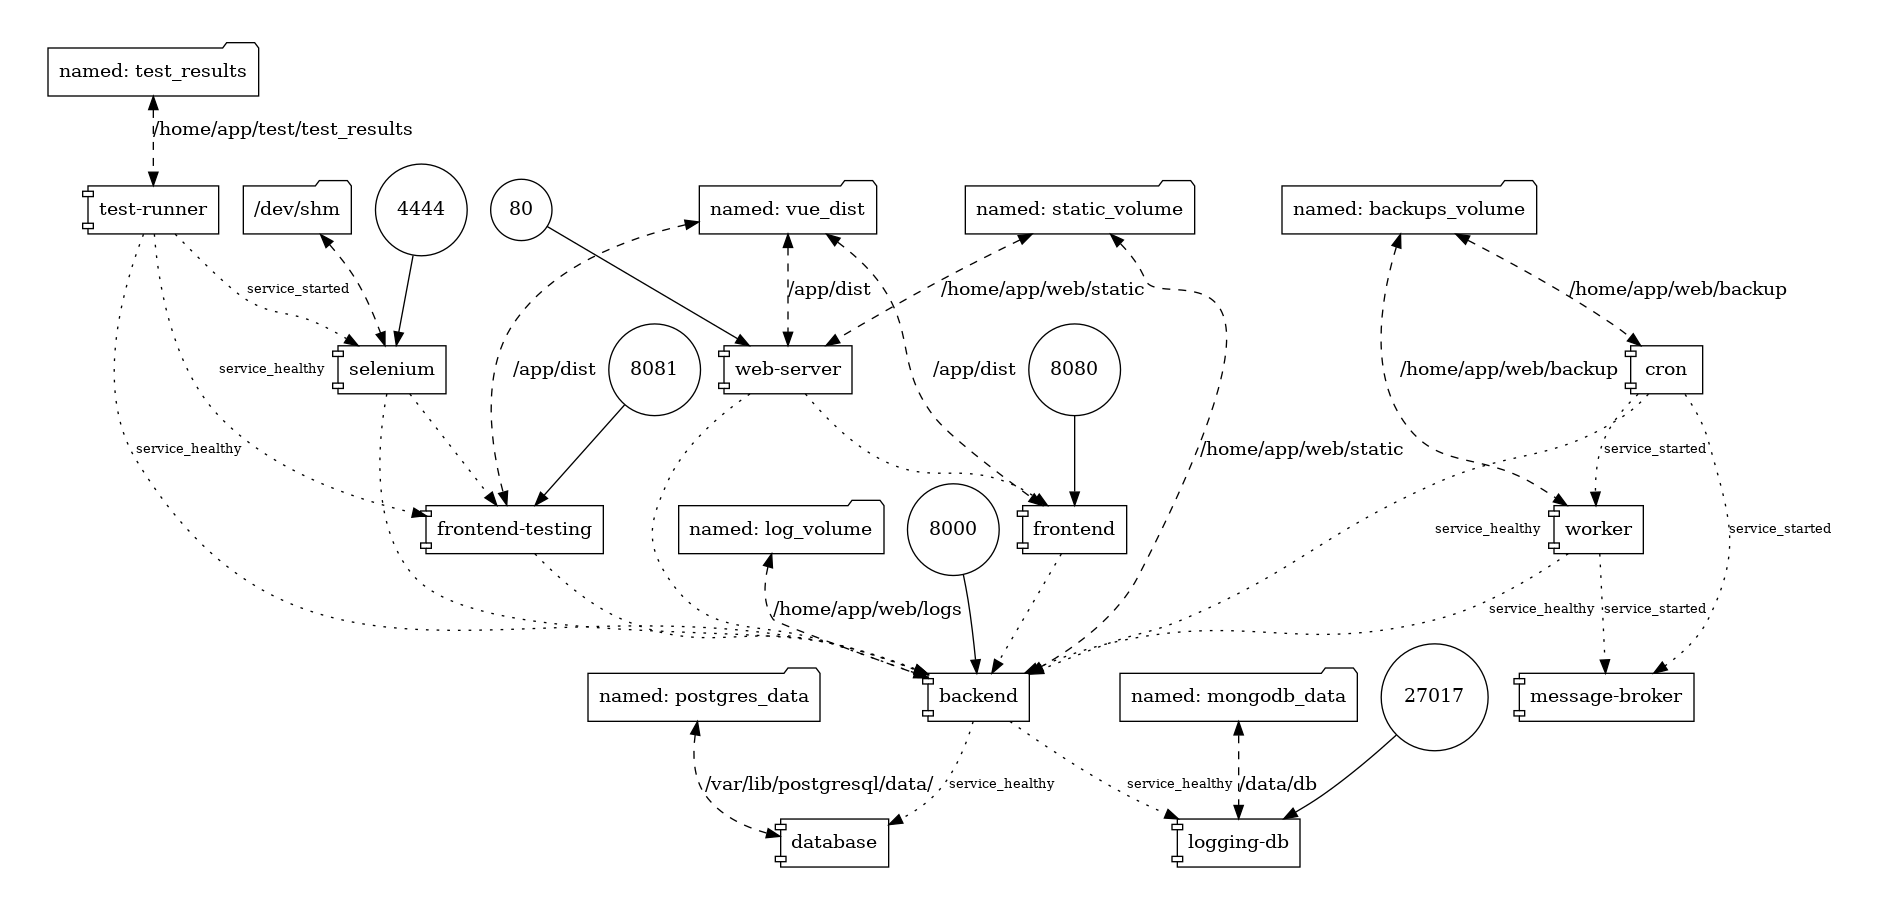 named: test_results
/home/app/test/test_results
test-runner
/dev/shm
4444
80
named: vue_dist
named: static_volume
named: backups_volume
service_started
/app/dist
/home/app/web/static
/home/app/web/backup
service_healthy
selenium
/app/dist
8081
web-server
/app/dist
8080
/home/app/web/backup
cron
service_healthy
/home/app/web/static
service_started
frontend-testing
named: log_volume
8000
frontend
service_healthy
worker
service_started
/home/app/web/logs
service_healthy
service_started
named: postgres_data
backend
named: mongodb_data
27017
message-broker
/var/lib/postgresql/data/
service_healthy
service_healthy
/data/db
database
logging-db